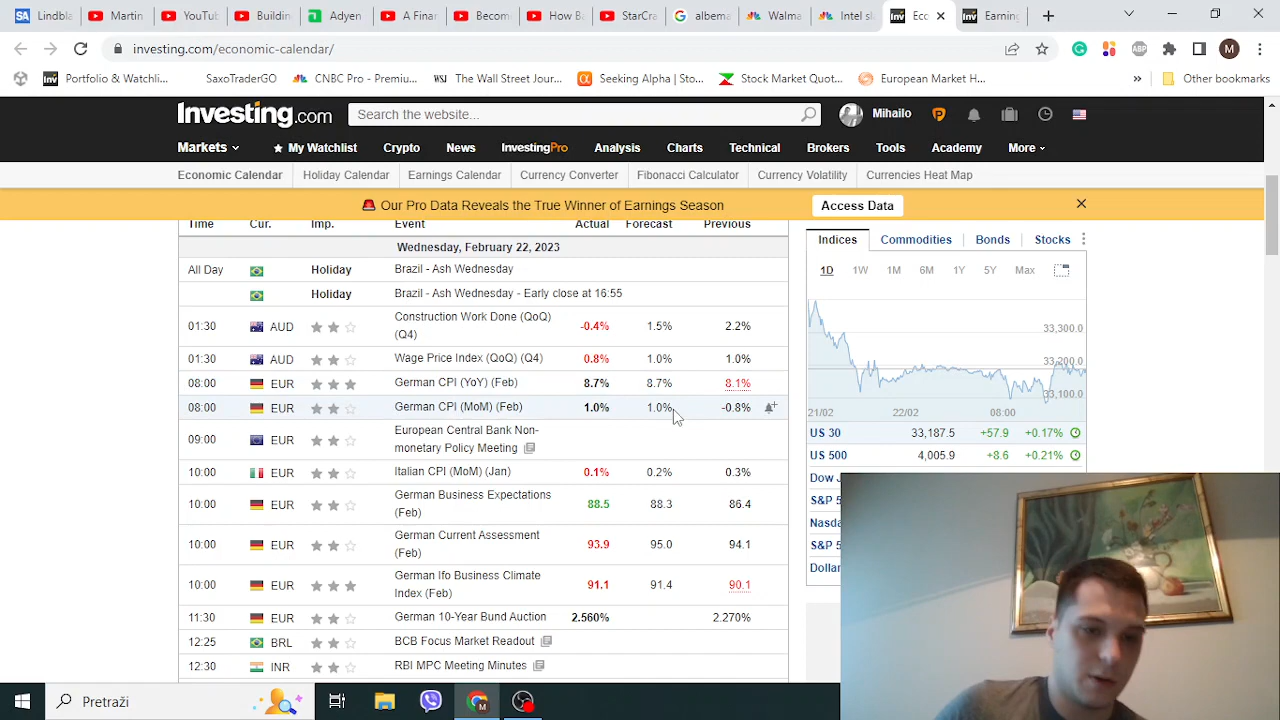 Lindbla
Martin
YouTu
Buildin
Adyen
A Finar
Becom
How Ba
StarCra
alberta
Walma
Intel sk
Eco
Earning
investing.com/economic-calendar/
M
Portfolio & Watchli...
SaxoTraderGO
CNBC Pro - Premiu...
The Wall Street Jour...
Seeking Alpha | Sto...
Stock Market Quot...
European Market H...
» Other bookmarks
Investing.com
Search the website...
Mihailo
Markets
My Watchlist
Crypto
News
InvestingPro
Analysis
Charts
Technical
Brokers
Tools
Academy
More
Economic Calendar
Holiday Calendar
Earnings Calendar
Currency Converter
Fibonacci Calculator
Currency Volatility
Currencies Heat Map
Our Pro Data Reveals the True Winner of Earnings Season
Access Data
Time Cur. Imp. Event Actual Forecast Previous
Wednesday, February 22, 2023
All Day Holiday Brazil - Ash Wednesday
Holiday Brazil - Ash Wednesday - Early close at 16:55
01:30 AUD Construction Work Done (QoQ) (Q4) -0.4% 1.5% 2.2%
01:30 AUD Wage Price Index (QoQ) (Q4) 0.8% 1.0% 1.0%
08:00 EUR German CPI (YoY) (Feb) 8.7% 8.7% 8.1%
08:00 EUR German CPI (MoM) (Feb) 1.0% 1.0% -0.8%
09:00 EUR European Central Bank Non-monetary Policy Meeting
10:00 EUR Italian CPI (MoM) (Jan) 0.1% 0.2% 0.3%
10:00 EUR German Business Expectations (Feb) 88.5 88.3 86.4
10:00 EUR German Current Assessment (Feb) 93.9 95.0 94.1
10:00 EUR German Ifo Business Climate Index (Feb) 91.1 91.4 90.1
11:30 EUR German 10-Year Bund Auction 2.560% 2.270%
12:25 BRL BCB Focus Market Readout
12:30 INR RBI MPC Meeting Minutes
Indices
Commodities
Bonds
Stocks
1D 1W 1M 6M 1Y 5Y Max
33,300.0
33,200.0
33,100.0
21/02 22/02 08:00
US 30 33,187.5 +57.9 +0.17%
US 500 4,005.9 +8.6 +0.21%
Dow J
S&P 5
Nasda
S&P 5
Dollar
Pretraži